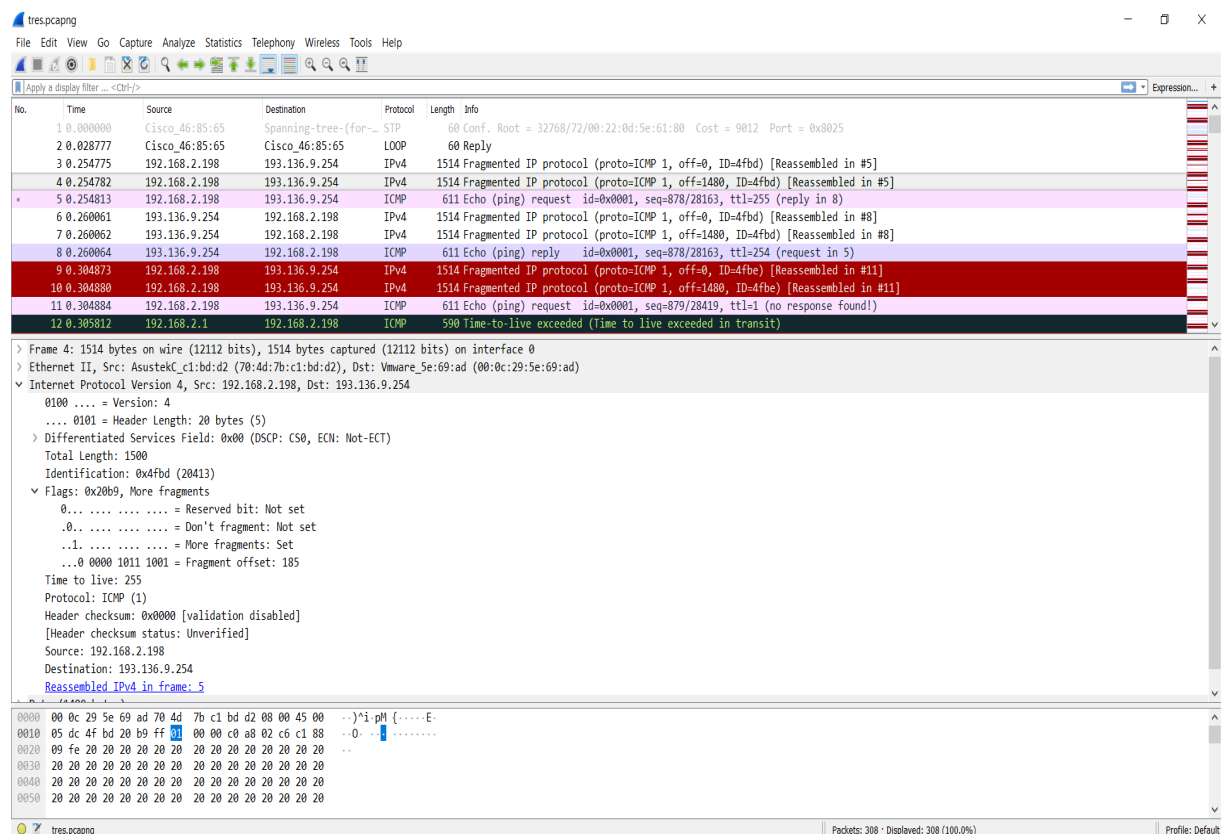 tres.pcapng
File Edit View Go Capture Analyze Statistics Telephony Wireless Tools Help
Apply a display filter ... <Ctrl-/> Expression... +
No. Time Source Destination Protocol Length Info
1 0.000000 Cisco_46:85:65 Spanning-tree-(for-… STP 60 Conf. Root = 32768/72/00:22:0d:5e:61:80 Cost = 9012 Port = 0x8025
2 0.028777 Cisco_46:85:65 Cisco_46:85:65 LOOP 60 Reply
3 0.254775 192.168.2.198 193.136.9.254 IPv4 1514 Fragmented IP protocol (proto=ICMP 1, off=0, ID=4fbd) [Reassembled in #5]
4 0.254782 192.168.2.198 193.136.9.254 IPv4 1514 Fragmented IP protocol (proto=ICMP 1, off=1480, ID=4fbd) [Reassembled in #5]
5 0.254813 192.168.2.198 193.136.9.254 ICMP 611 Echo (ping) request id=0x0001, seq=878/28163, ttl=255 (reply in 8)
6 0.260061 193.136.9.254 192.168.2.198 IPv4 1514 Fragmented IP protocol (proto=ICMP 1, off=0, ID=4fbd) [Reassembled in #8]
7 0.260062 193.136.9.254 192.168.2.198 IPv4 1514 Fragmented IP protocol (proto=ICMP 1, off=1480, ID=4fbd) [Reassembled in #8]
8 0.260064 193.136.9.254 192.168.2.198 ICMP 611 Echo (ping) reply id=0x0001, seq=878/28163, ttl=254 (request in 5)
9 0.304873 192.168.2.198 193.136.9.254 IPv4 1514 Fragmented IP protocol (proto=ICMP 1, off=0, ID=4fbe) [Reassembled in #11]
10 0.304880 192.168.2.198 193.136.9.254 IPv4 1514 Fragmented IP protocol (proto=ICMP 1, off=1480, ID=4fbe) [Reassembled in #11]
11 0.304884 192.168.2.198 193.136.9.254 ICMP 611 Echo (ping) request id=0x0001, seq=879/28419, ttl=1 (no response found!)
12 0.305812 192.168.2.1 192.168.2.198 ICMP 590 Time-to-live exceeded (Time to live exceeded in transit)
Frame 4: 1514 bytes on wire (12112 bits), 1514 bytes captured (12112 bits) on interface 0
Ethernet II, Src: AsustekC_c1:bd:d2 (70:4d:7b:c1:bd:d2), Dst: Vmware_5e:69:ad (00:0c:29:5e:69:ad)
Internet Protocol Version 4, Src: 192.168.2.198, Dst: 193.136.9.254
0100 .... = Version: 4
.... 0101 = Header Length: 20 bytes (5)
Differentiated Services Field: 0x00 (DSCP: CS0, ECN: Not-ECT)
Total Length: 1500
Identification: 0x4fbd (20413)
Flags: 0x20b9, More fragments
0... .... .... .... = Reserved bit: Not set
.0.. .... .... .... = Don't fragment: Not set
..1. .... .... .... = More fragments: Set
...0 0000 1011 1001 = Fragment offset: 185
Time to live: 255
Protocol: ICMP (1)
Header checksum: 0x0000 [validation disabled]
[Header checksum status: Unverified]
Source: 192.168.2.198
Destination: 193.136.9.254
Reassembled IPv4 in frame: 5
0000 00 0c 29 5e 69 ad 70 4d 7b c1 bd d2 08 00 45 00 ··)^i·pM {·····E·
0010 05 dc 4f bd 20 b9 ff 01 00 00 c0 a8 02 c6 c1 88 ··O· ··· ········
0020 09 fe 20 20 20 20 20 20 20 20 20 20 20 20 20 20 ··
0030 20 20 20 20 20 20 20 20 20 20 20 20 20 20 20 20
0040 20 20 20 20 20 20 20 20 20 20 20 20 20 20 20 20
0050 20 20 20 20 20 20 20 20 20 20 20 20 20 20 20 20
tres.pcapng Packets: 308 · Displayed: 308 (100.0%) Profile: Default